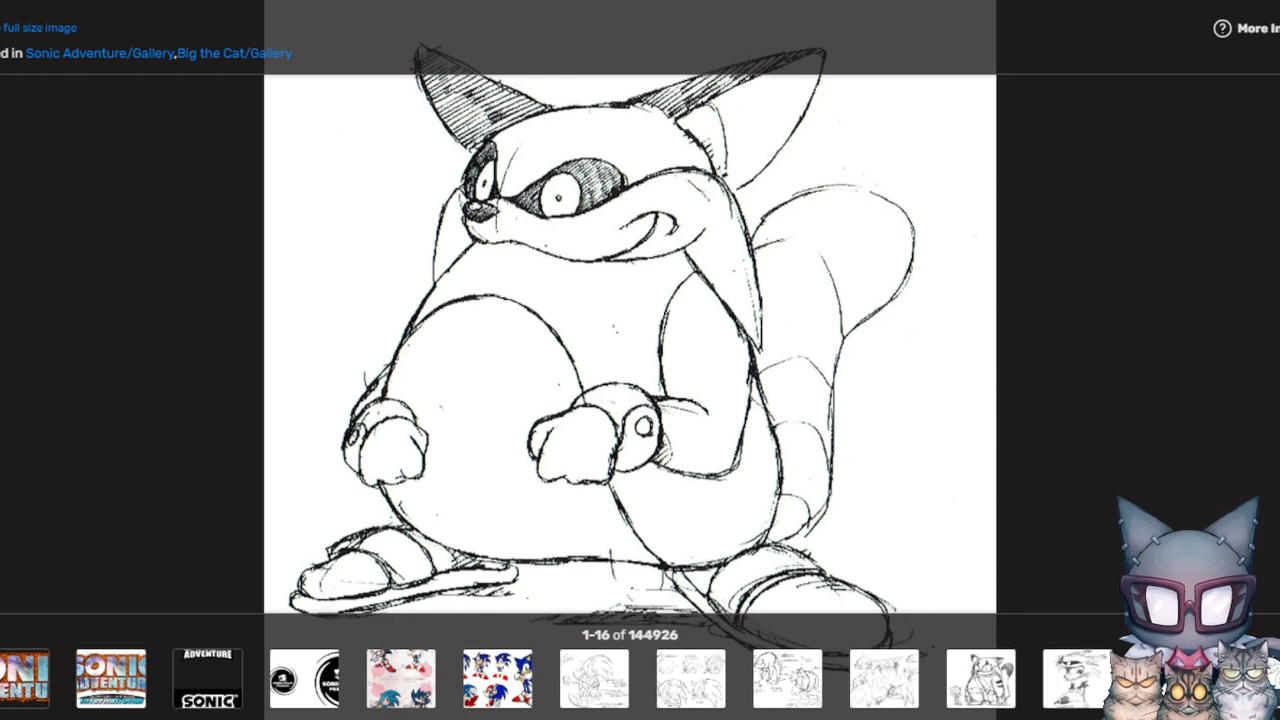 full size image
More In
d in Sonic Adventure/Gallery,Big the Cat/Gallery
1-16 of 144926
SONIC
ADVENTURE
ADVENTURE
SONIC